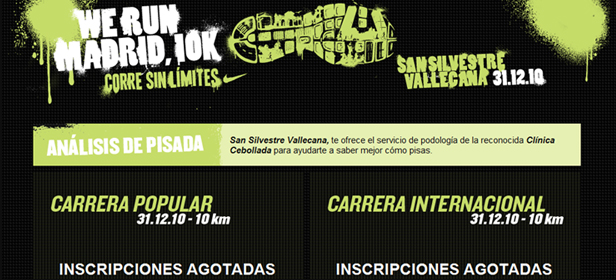 WE RUN
MADRID, 10K
CORRE SIN LÍMITES
SAN SILVESTRE
VALLECANA 31.12.10
ANÁLISIS DE PISADA
San Silvestre Vallecana, te ofrece el servicio de podología de la reconocida Clínica
Cebollada para ayudarte a saber mejor cómo pisas.
CARRERA POPULAR
31.12.10 - 10 km
INSCRIPCIONES AGOTADAS
CARRERA INTERNACIONAL
31.12.10 - 10 km
INSCRIPCIONES AGOTADAS